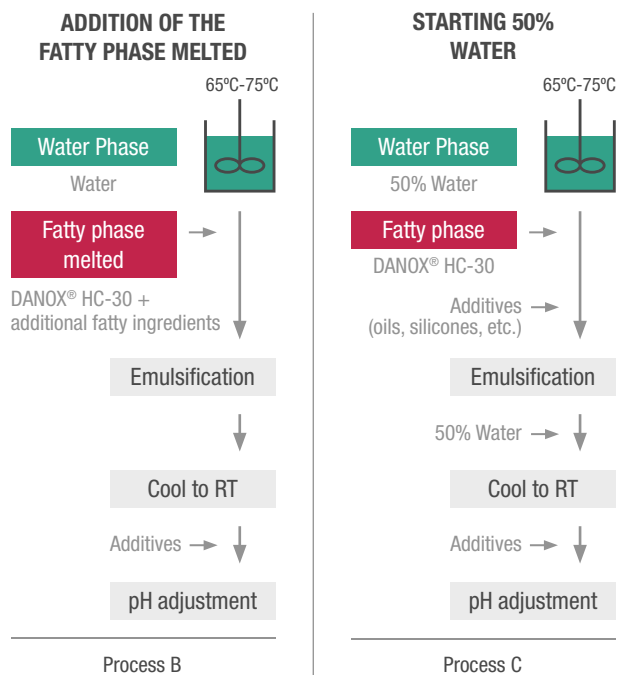 ADDITION OF THE
FATTY PHASE MELTED
65ºC-75ºC
Water Phase
Water
Fatty phase
melted
DANOX® HC-30 +
additional fatty ingredients
Emulsification
Cool to RT
Additives
pH adjustment
Process B
STARTING 50%
WATER
65ºC-75ºC
Water Phase
50% Water
Fatty phase
DANOX® HC-30
Additives
(oils, silicones, etc.)
Emulsification
50% Water
Cool to RT
Additives
pH adjustment
Process C